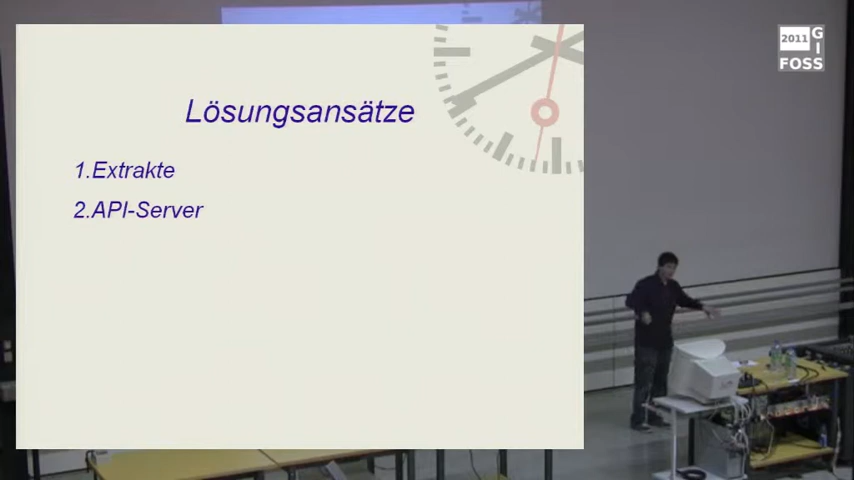 Lösungsansätze
1.Extrakte
2.API-Server
2011
G
I
FOSS